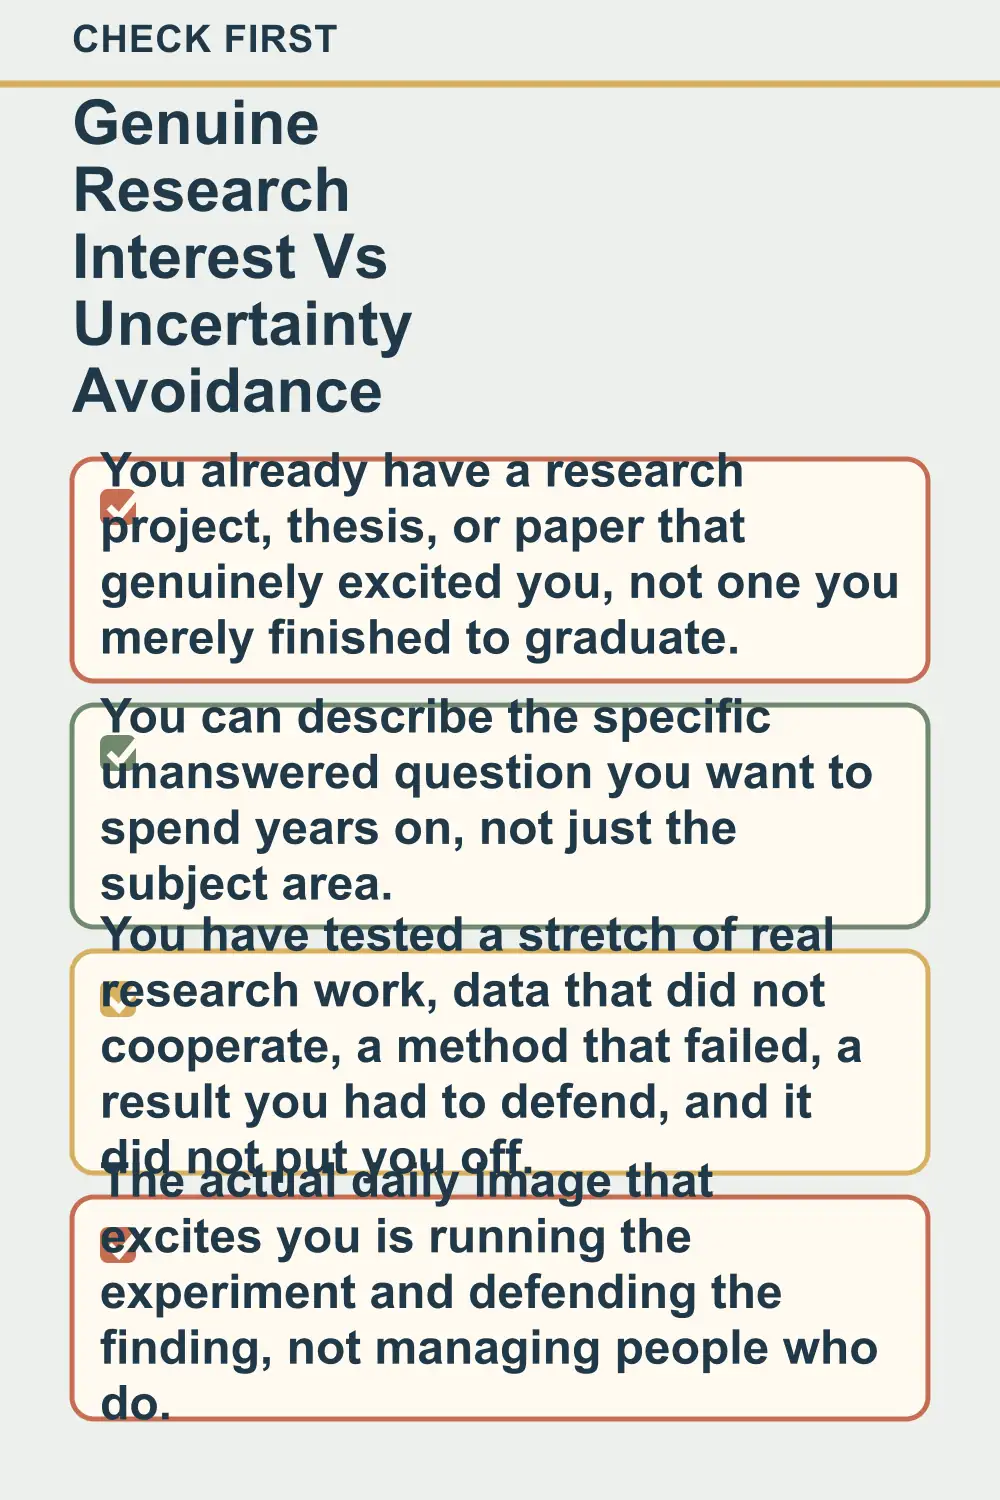 CHECK FIRST
Genuine
Research
Interest Vs
Uncertainty
Avoidance
You already have a research
project, thesis, or paper that
genuinely excited you, not one you
merely finished to graduate.
You can describe the specific
unanswered question you want to
spend years on, not just the
subject area.
You have tested a stretch of real
research work, data that did not
cooperate, a method that failed, a
result you had to defend, and it
did not put you off.
The actual daily image that
excites you is running the
experiment and defending the
finding, not managing people who
do.